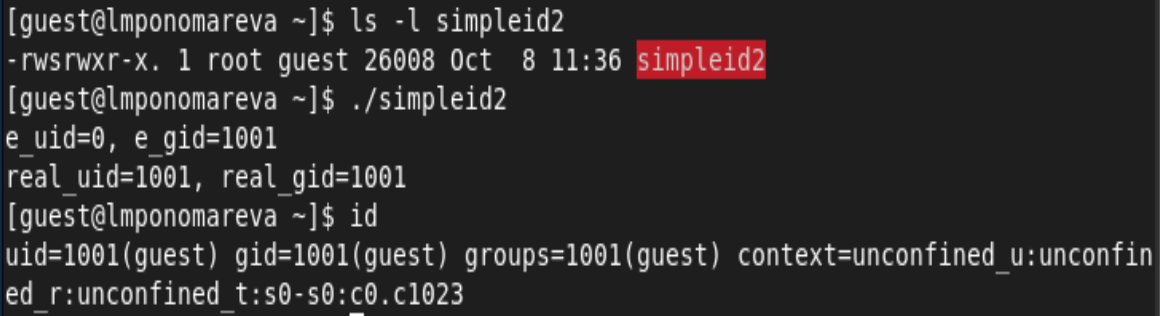 [guest@lmponomareva ~]$ ls -l simpleid2
-rwsrwxr-x. 1 root guest 26008 Oct  8 11:36 simpleid2
[guest@lmponomareva ~]$ ./simpleid2
e_uid=0, e_gid=1001
real_uid=1001, real_gid=1001
[guest@lmponomareva ~]$ id
uid=1001(guest) gid=1001(guest) groups=1001(guest) context=unconfined_u:unconfin
ed_r:unconfined_t:s0-s0:c0.c1023